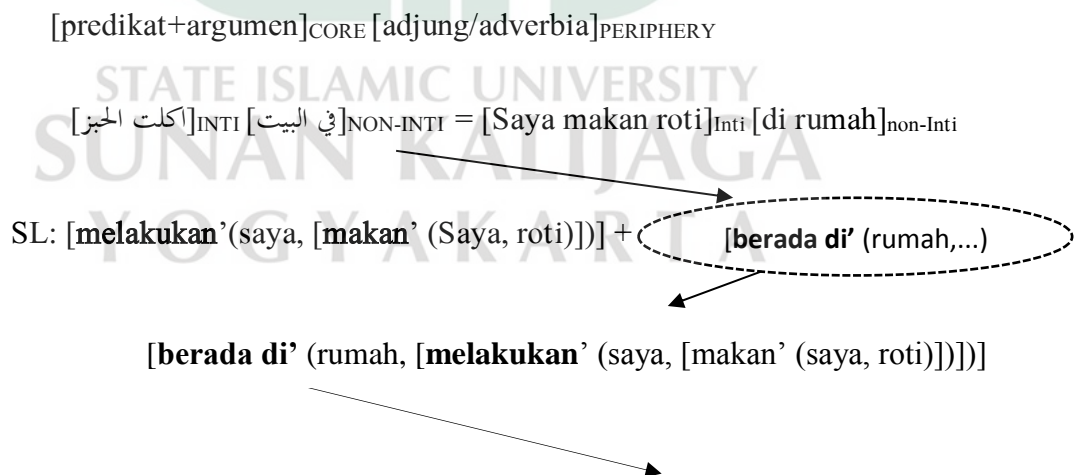 [predikat+argumen]CORE [adjung/adverbia]PERIPHERY
STATE ISLAMIC UNIVERSITY
[اكلت الحبز]INTI [في البيت]NON-INTI = [Saya makan roti]Inti [di rumah]non-Inti
SUNAN KALIJAGA
SL: [melakukan’(saya, [makan’ (Saya, roti)])] + [berada di’ (rumah,...)
YOGYAKARTA
[berada di’ (rumah, [melakukan’ (saya, [makan’ (saya, roti)])])]